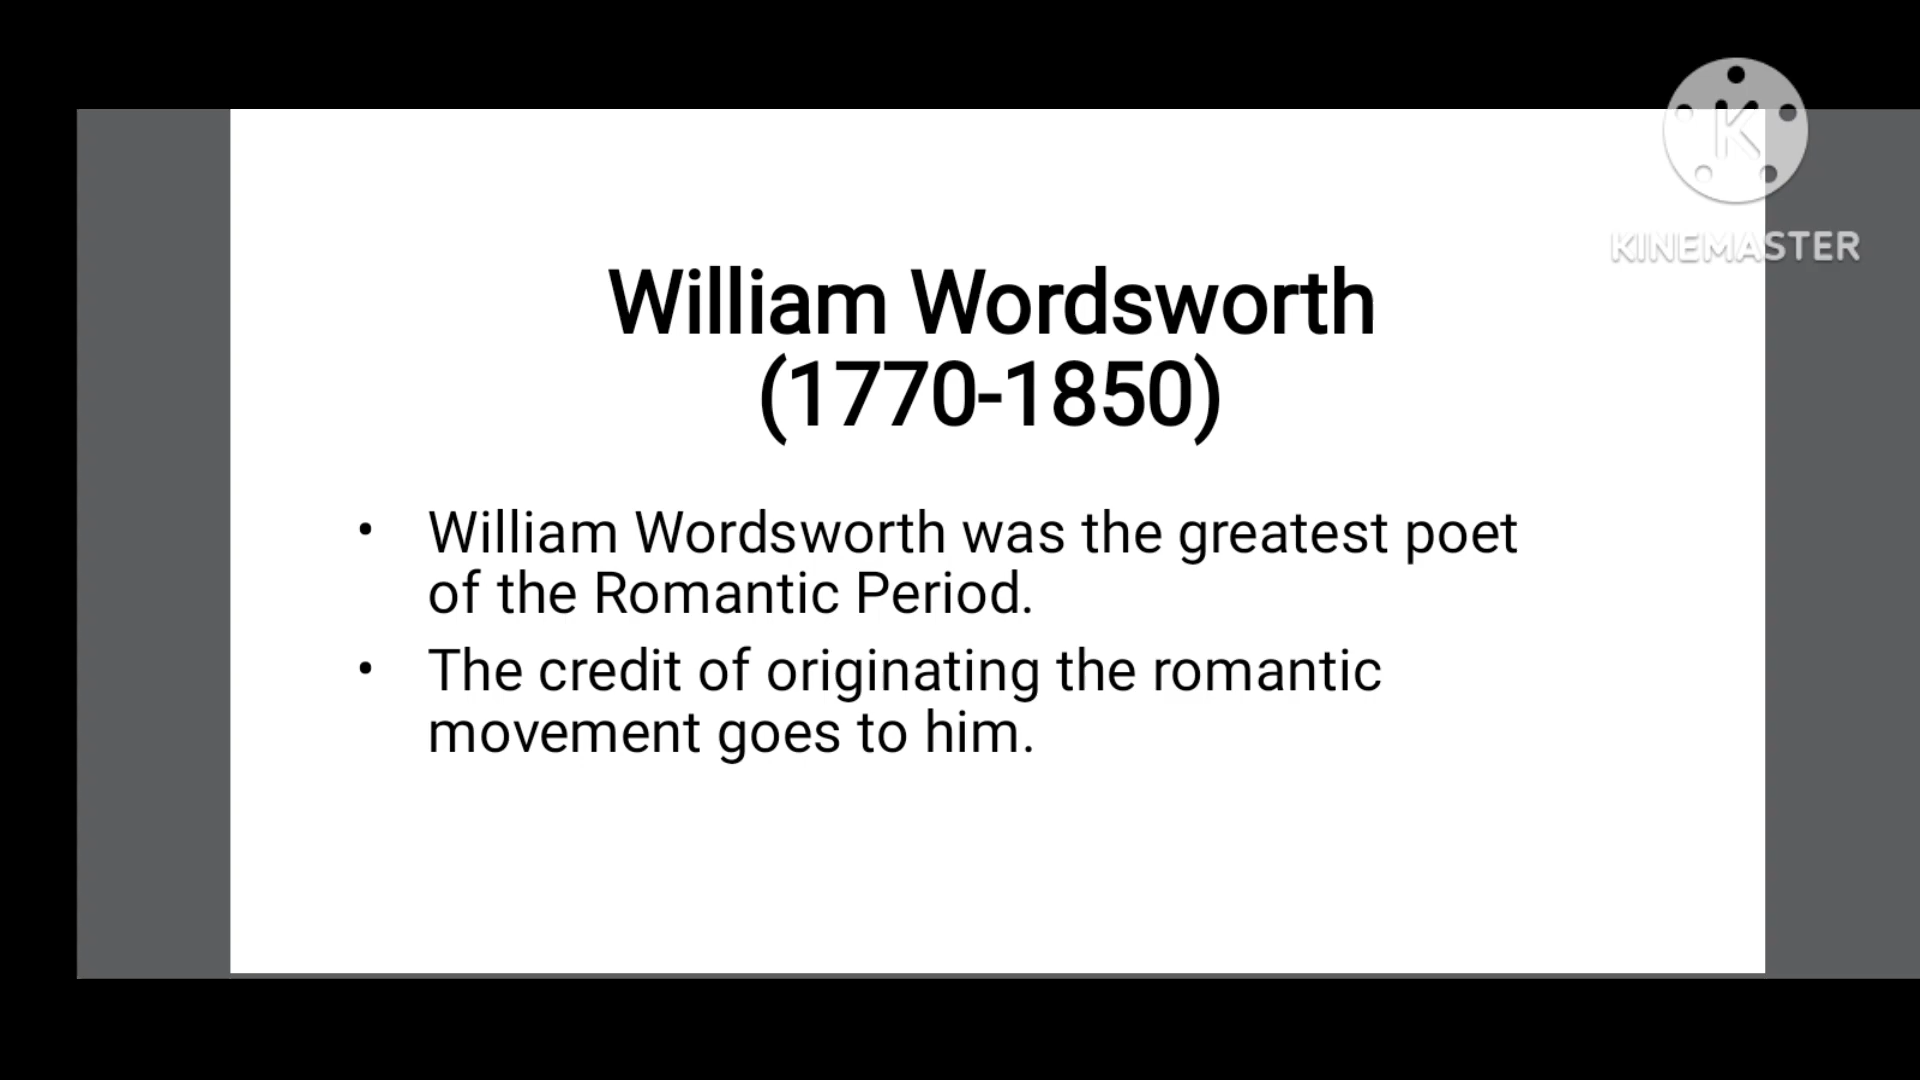 K
KINEMASTER
William Wordsworth
(1770-1850)
• William Wordsworth was the greatest poet
of the Romantic Period.
• The credit of originating the romantic
movement goes to him.